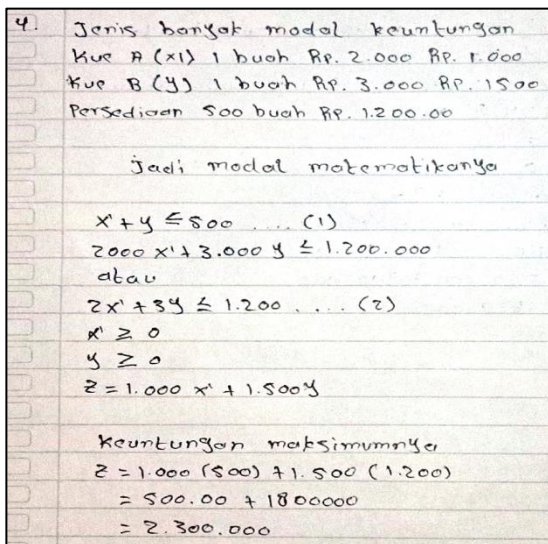 4. Jenis banyak modal keuntungan
Kue A (x1) 1 buah Rp. 2.000 Rp. 1.000
Kue B (y) 1 buah Rp. 3.000 Rp. 1500
Persediaan 500 buah Rp. 1.200.00
Jadi modal matematikanya
x' + y ≤ 500 .... (1)
2000 x' + 3.000 y ≤ 1.200.000
atau
2x' + 3y ≤ 1.200 .... (2)
x' ≥ 0
y ≥ 0
z = 1.000 x' + 1.500y
Keuntungan maksimumnya
z = 1.000 (500) + 1.500 (1.200)
= 500.00 + 1800000
= 2.300.000